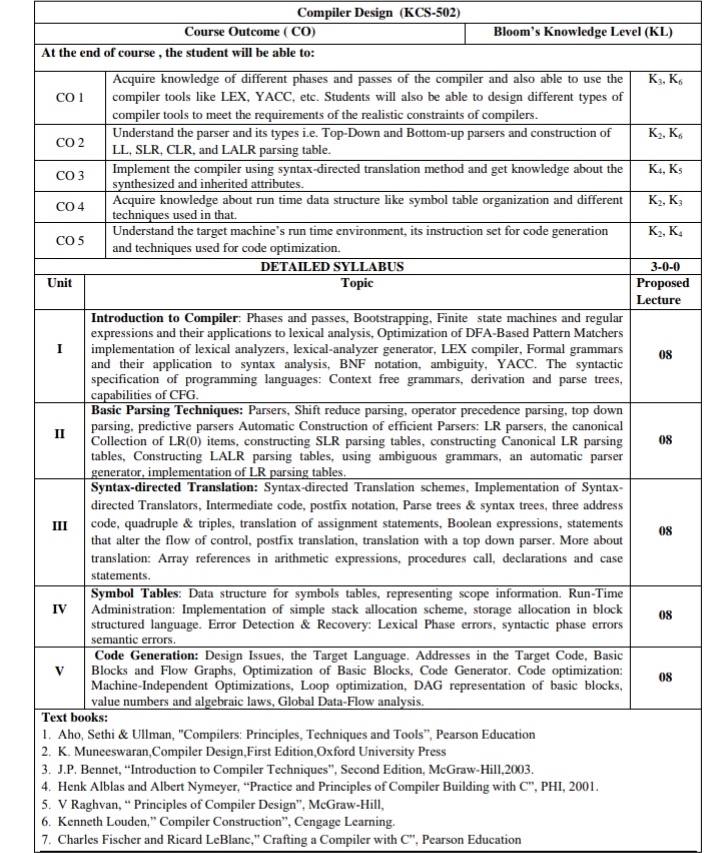 Compiler Design (KCS-502)
Course Outcome ( CO) Bloom's Knowledge Level (KL)
At the end of course , the student will be able to:
CO 1 Acquire knowledge of different phases and passes of the compiler and also able to use the K3, K6
compiler tools like LEX, YACC, etc. Students will also be able to design different types of
compiler tools to meet the requirements of the realistic constraints of compilers.
CO 2 Understand the parser and its types i.e. Top-Down and Bottom-up parsers and construction of K2, K6
LL, SLR, CLR, and LALR parsing table.
CO 3 Implement the compiler using syntax-directed translation method and get knowledge about the K4, K5
synthesized and inherited attributes.
CO 4 Acquire knowledge about run time data structure like symbol table organization and different K2, K3
techniques used in that.
CO 5 Understand the target machine's run time environment, its instruction set for code generation K2, K4
and techniques used for code optimization.
DETAILED SYLLABUS 3-0-0
Unit Topic Proposed
Lecture
I Introduction to Compiler: Phases and passes, Bootstrapping, Finite state machines and regular 08
expressions and their applications to lexical analysis, Optimization of DFA-Based Pattern Matchers
implementation of lexical analyzers, lexical-analyzer generator, LEX compiler, Formal grammars
and their application to syntax analysis, BNF notation, ambiguity, YACC. The syntactic
specification of programming languages: Context free grammars, derivation and parse trees,
capabilities of CFG.
II Basic Parsing Techniques: Parsers, Shift reduce parsing, operator precedence parsing, top down 08
parsing, predictive parsers Automatic Construction of efficient Parsers: LR parsers, the canonical
Collection of LR(0) items, constructing SLR parsing tables, constructing Canonical LR parsing
tables, Constructing LALR parsing tables, using ambiguous grammars, an automatic parser
generator, implementation of LR parsing tables.
III Syntax-directed Translation: Syntax-directed Translation schemes, Implementation of Syntax- 08
directed Translators, Intermediate code, postfix notation, Parse trees & syntax trees, three address
code, quadruple & triples, translation of assignment statements, Boolean expressions, statements
that alter the flow of control, postfix translation, translation with a top down parser. More about
translation: Array references in arithmetic expressions, procedures call, declarations and case
statements.
IV Symbol Tables: Data structure for symbols tables, representing scope information. Run-Time 08
Administration: Implementation of simple stack allocation scheme, storage allocation in block
structured language. Error Detection & Recovery: Lexical Phase errors, syntactic phase errors
semantic errors.
V Code Generation: Design Issues, the Target Language. Addresses in the Target Code, Basic 08
Blocks and Flow Graphs, Optimization of Basic Blocks, Code Generator. Code optimization:
Machine-Independent Optimizations, Loop optimization, DAG representation of basic blocks,
value numbers and algebraic laws, Global Data-Flow analysis.
Text books:
1. Aho, Sethi & Ullman, "Compilers: Principles, Techniques and Tools”, Pearson Education
2. K. Muneeswaran,Compiler Design,First Edition,Oxford University Press
3. J.P. Bennet, “Introduction to Compiler Techniques”, Second Edition, McGraw-Hill,2003.
4. Henk Alblas and Albert Nymeyer, “Practice and Principles of Compiler Building with C”, PHI, 2001.
5. V Raghvan, “ Principles of Compiler Design”, McGraw-Hill,
6. Kenneth Louden,” Compiler Construction”, Cengage Learning.
7. Charles Fischer and Ricard LeBlanc,” Crafting a Compiler with C”, Pearson Education